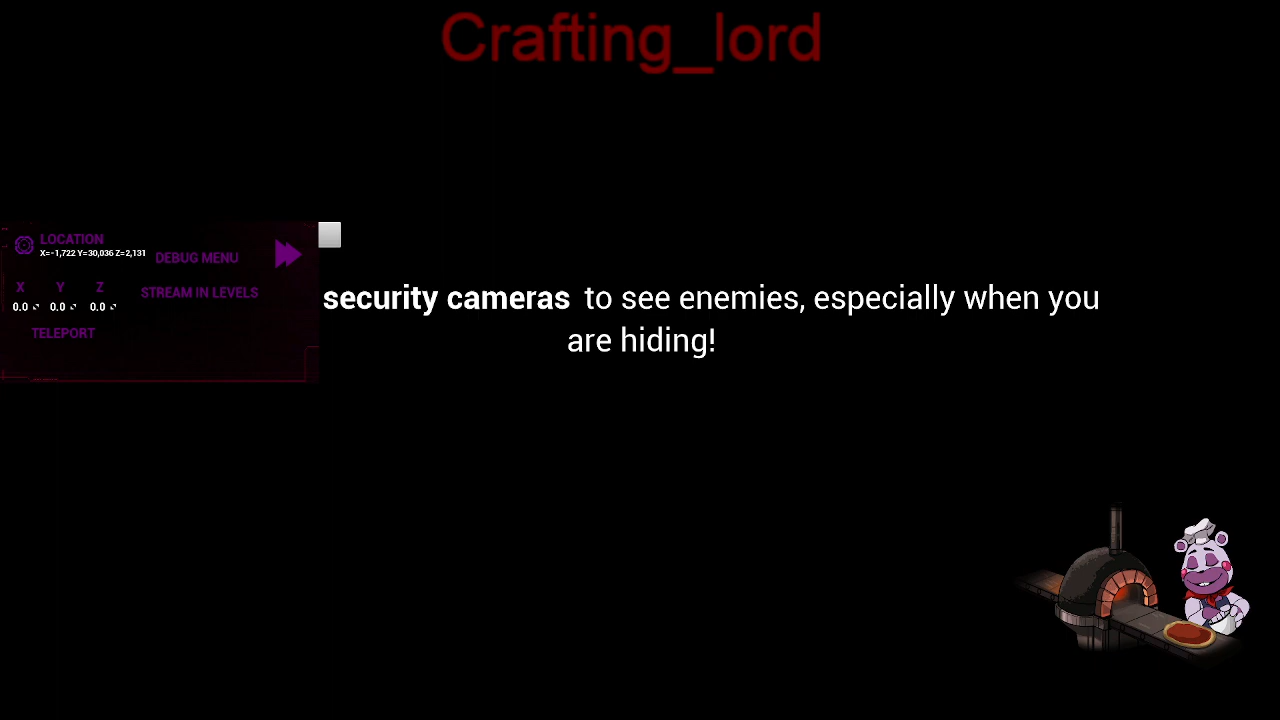 Crafting_lord
LOCATION
X=-1,722 Y=30,036 Z=2,131
DEBUG MENU
X Y Z
STREAM IN LEVELS
0.0 0.0 0.0
TELEPORT
security cameras to see enemies, especially when you
are hiding!